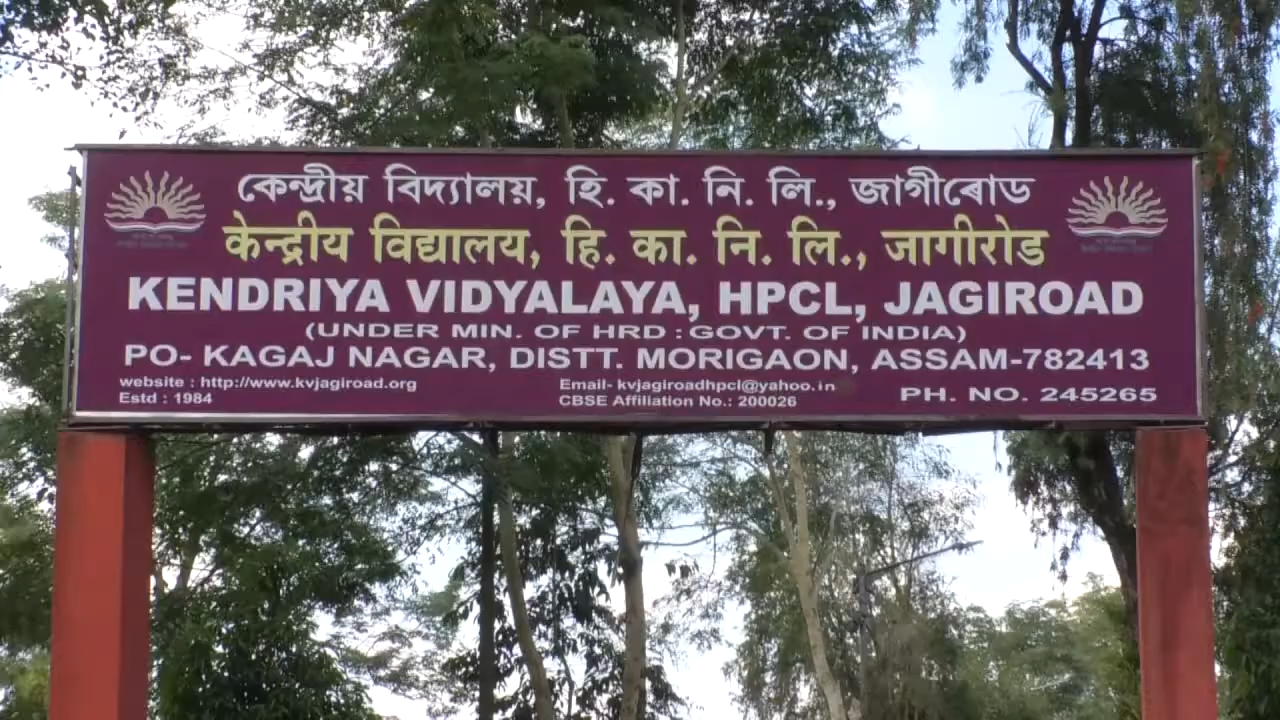 কেন্দ্ৰীয় বিদ্যালয়, হি. কা. নি. লি., জাগীৰোড
केन्द्रीय विद्यालय, हि. का. नि. लि., जागीरोड
KENDRIYA VIDYALAYA, HPCL, JAGIROAD
(UNDER MIN. OF HRD : GOVT. OF INDIA)
PO- KAGAJ NAGAR, DISTT. MORIGAON, ASSAM-782413
website : http://www.kvjagiroad.org Email- kvjagiroadhpcl@yahoo.in PH. NO. 245265
Estd : 1984 CBSE Affiliation No.: 200026